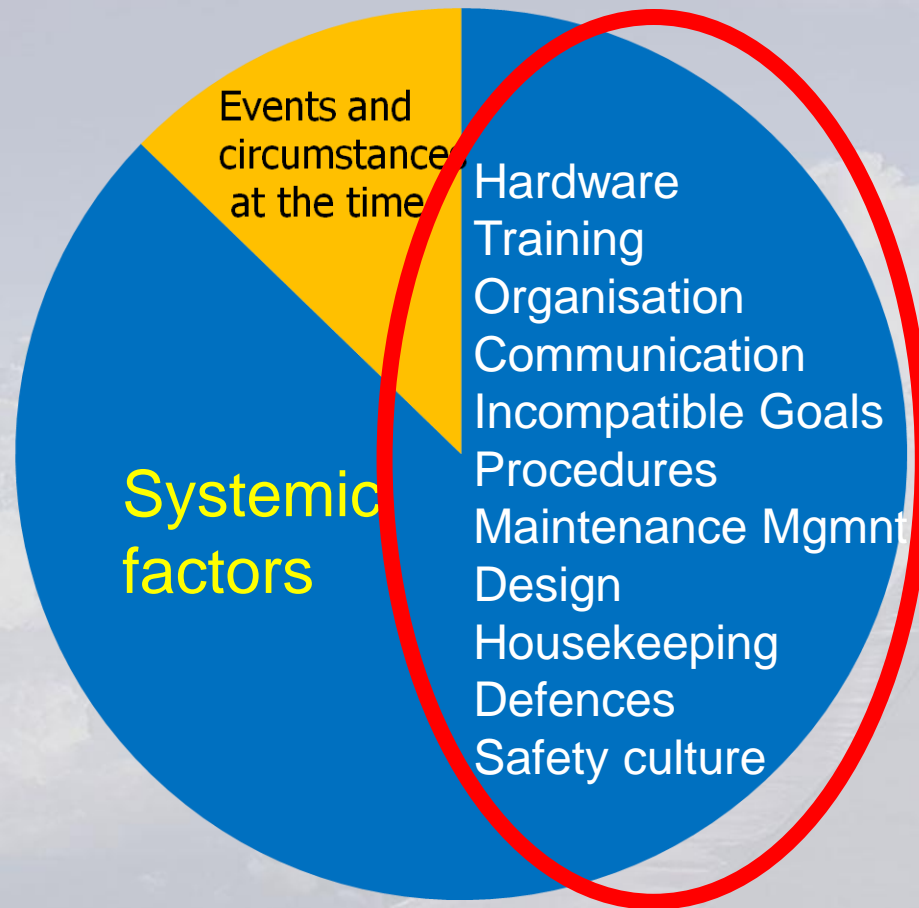 Events and
circumstances
at the time
Hardware
Training
Organisation
Communication
Incompatible Goals
Procedures
Maintenance Mgmnt
Design
Housekeeping
Defences
Safety culture
Systemic
factors